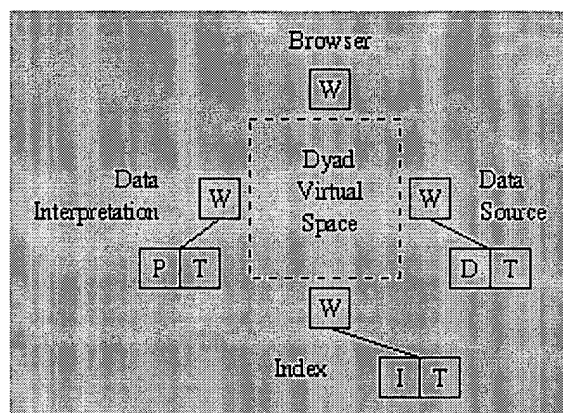 Browser
W
Dyad
Virtual
Space
Data
Interpretation
W
W
Data
Source
P T
D T
W
Index
I T